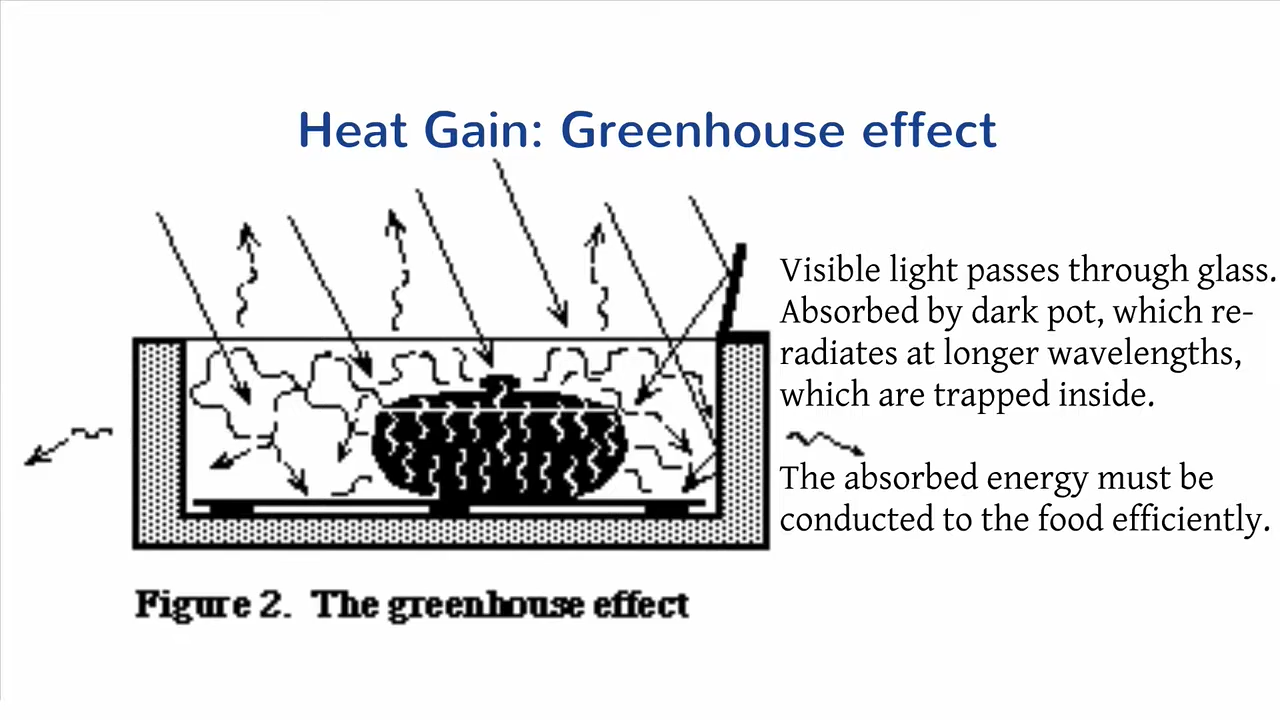 Heat Gain: Greenhouse effect
Visible light passes through glass.
Absorbed by dark pot, which re-
radiates at longer wavelengths,
which are trapped inside.
The absorbed energy must be
conducted to the food efficiently.
Figure 2. The greenhouse effect